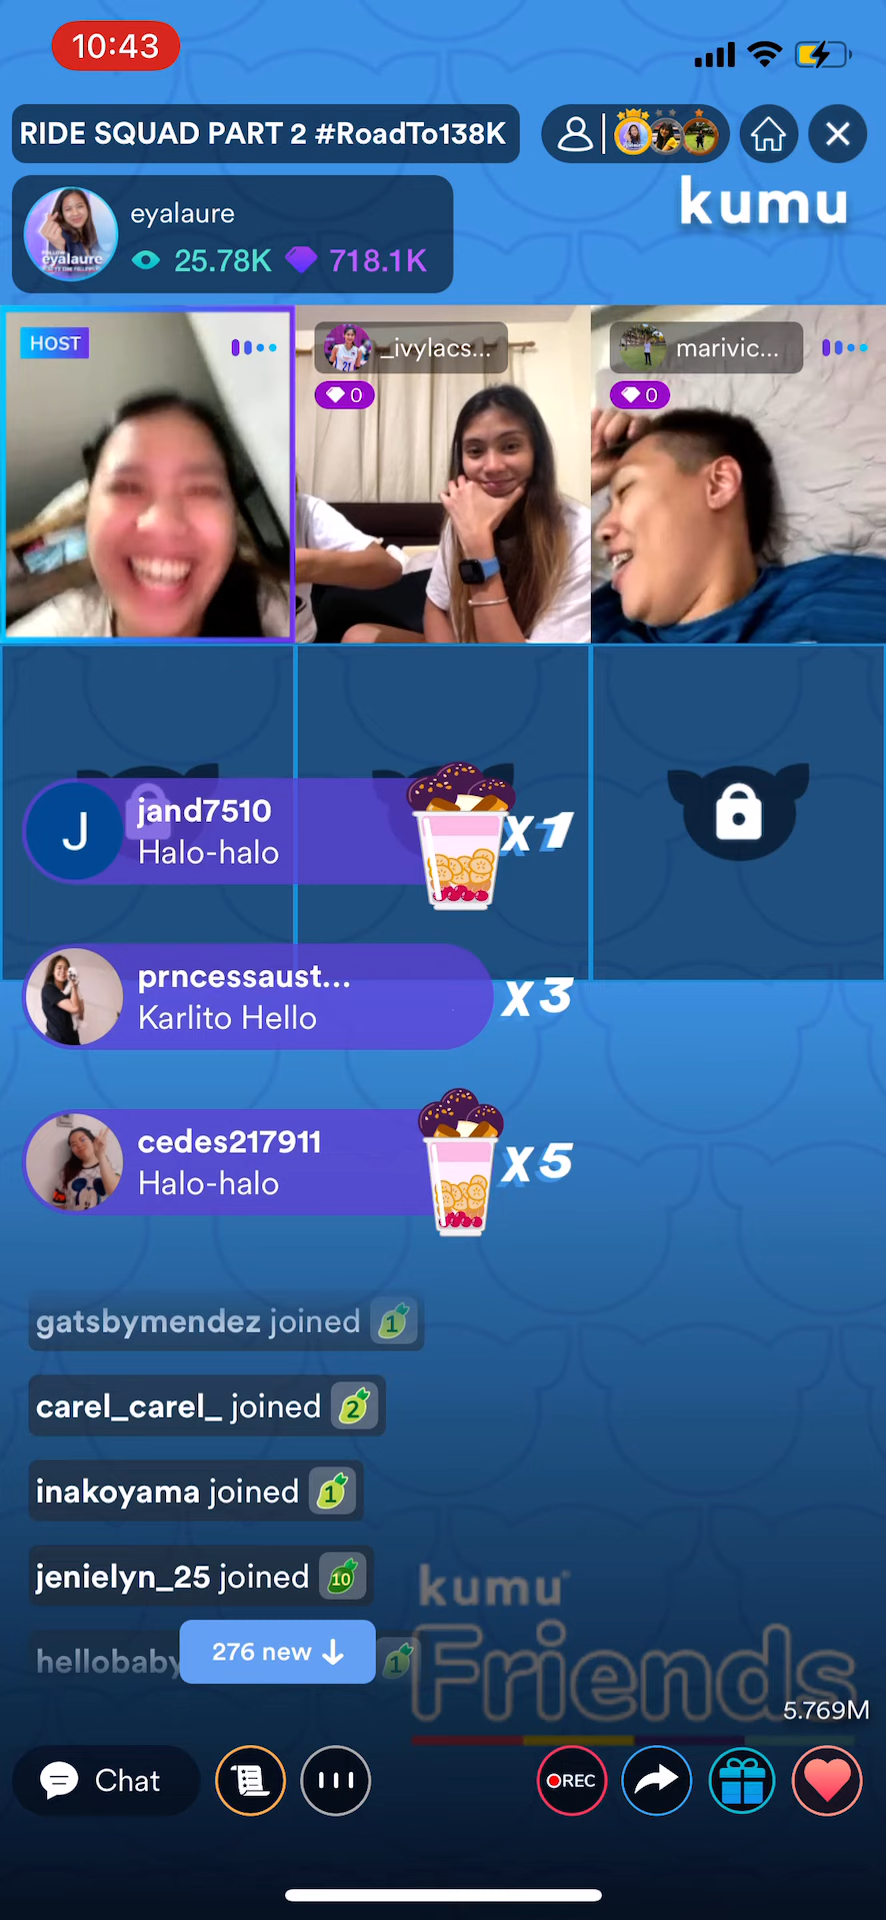 10:43
RIDE SQUAD PART 2 #RoadTo138K
eyalaure
25.78K 718.1K
kumu
eyalaure
HOST
_ivylacs...
0
21
marivic...
0
J
jand7510
Halo-halo
X1
prncessaust...
Karlito Hello
X3
cedes217911
Halo-halo
X5
gatsbymendez joined 1
carel_carel_ joined 2
inakoyama joined 1
jenielyn_25 joined 10
hellobaby
276 new
1
kumu
Friends
5.769M
Chat
REC